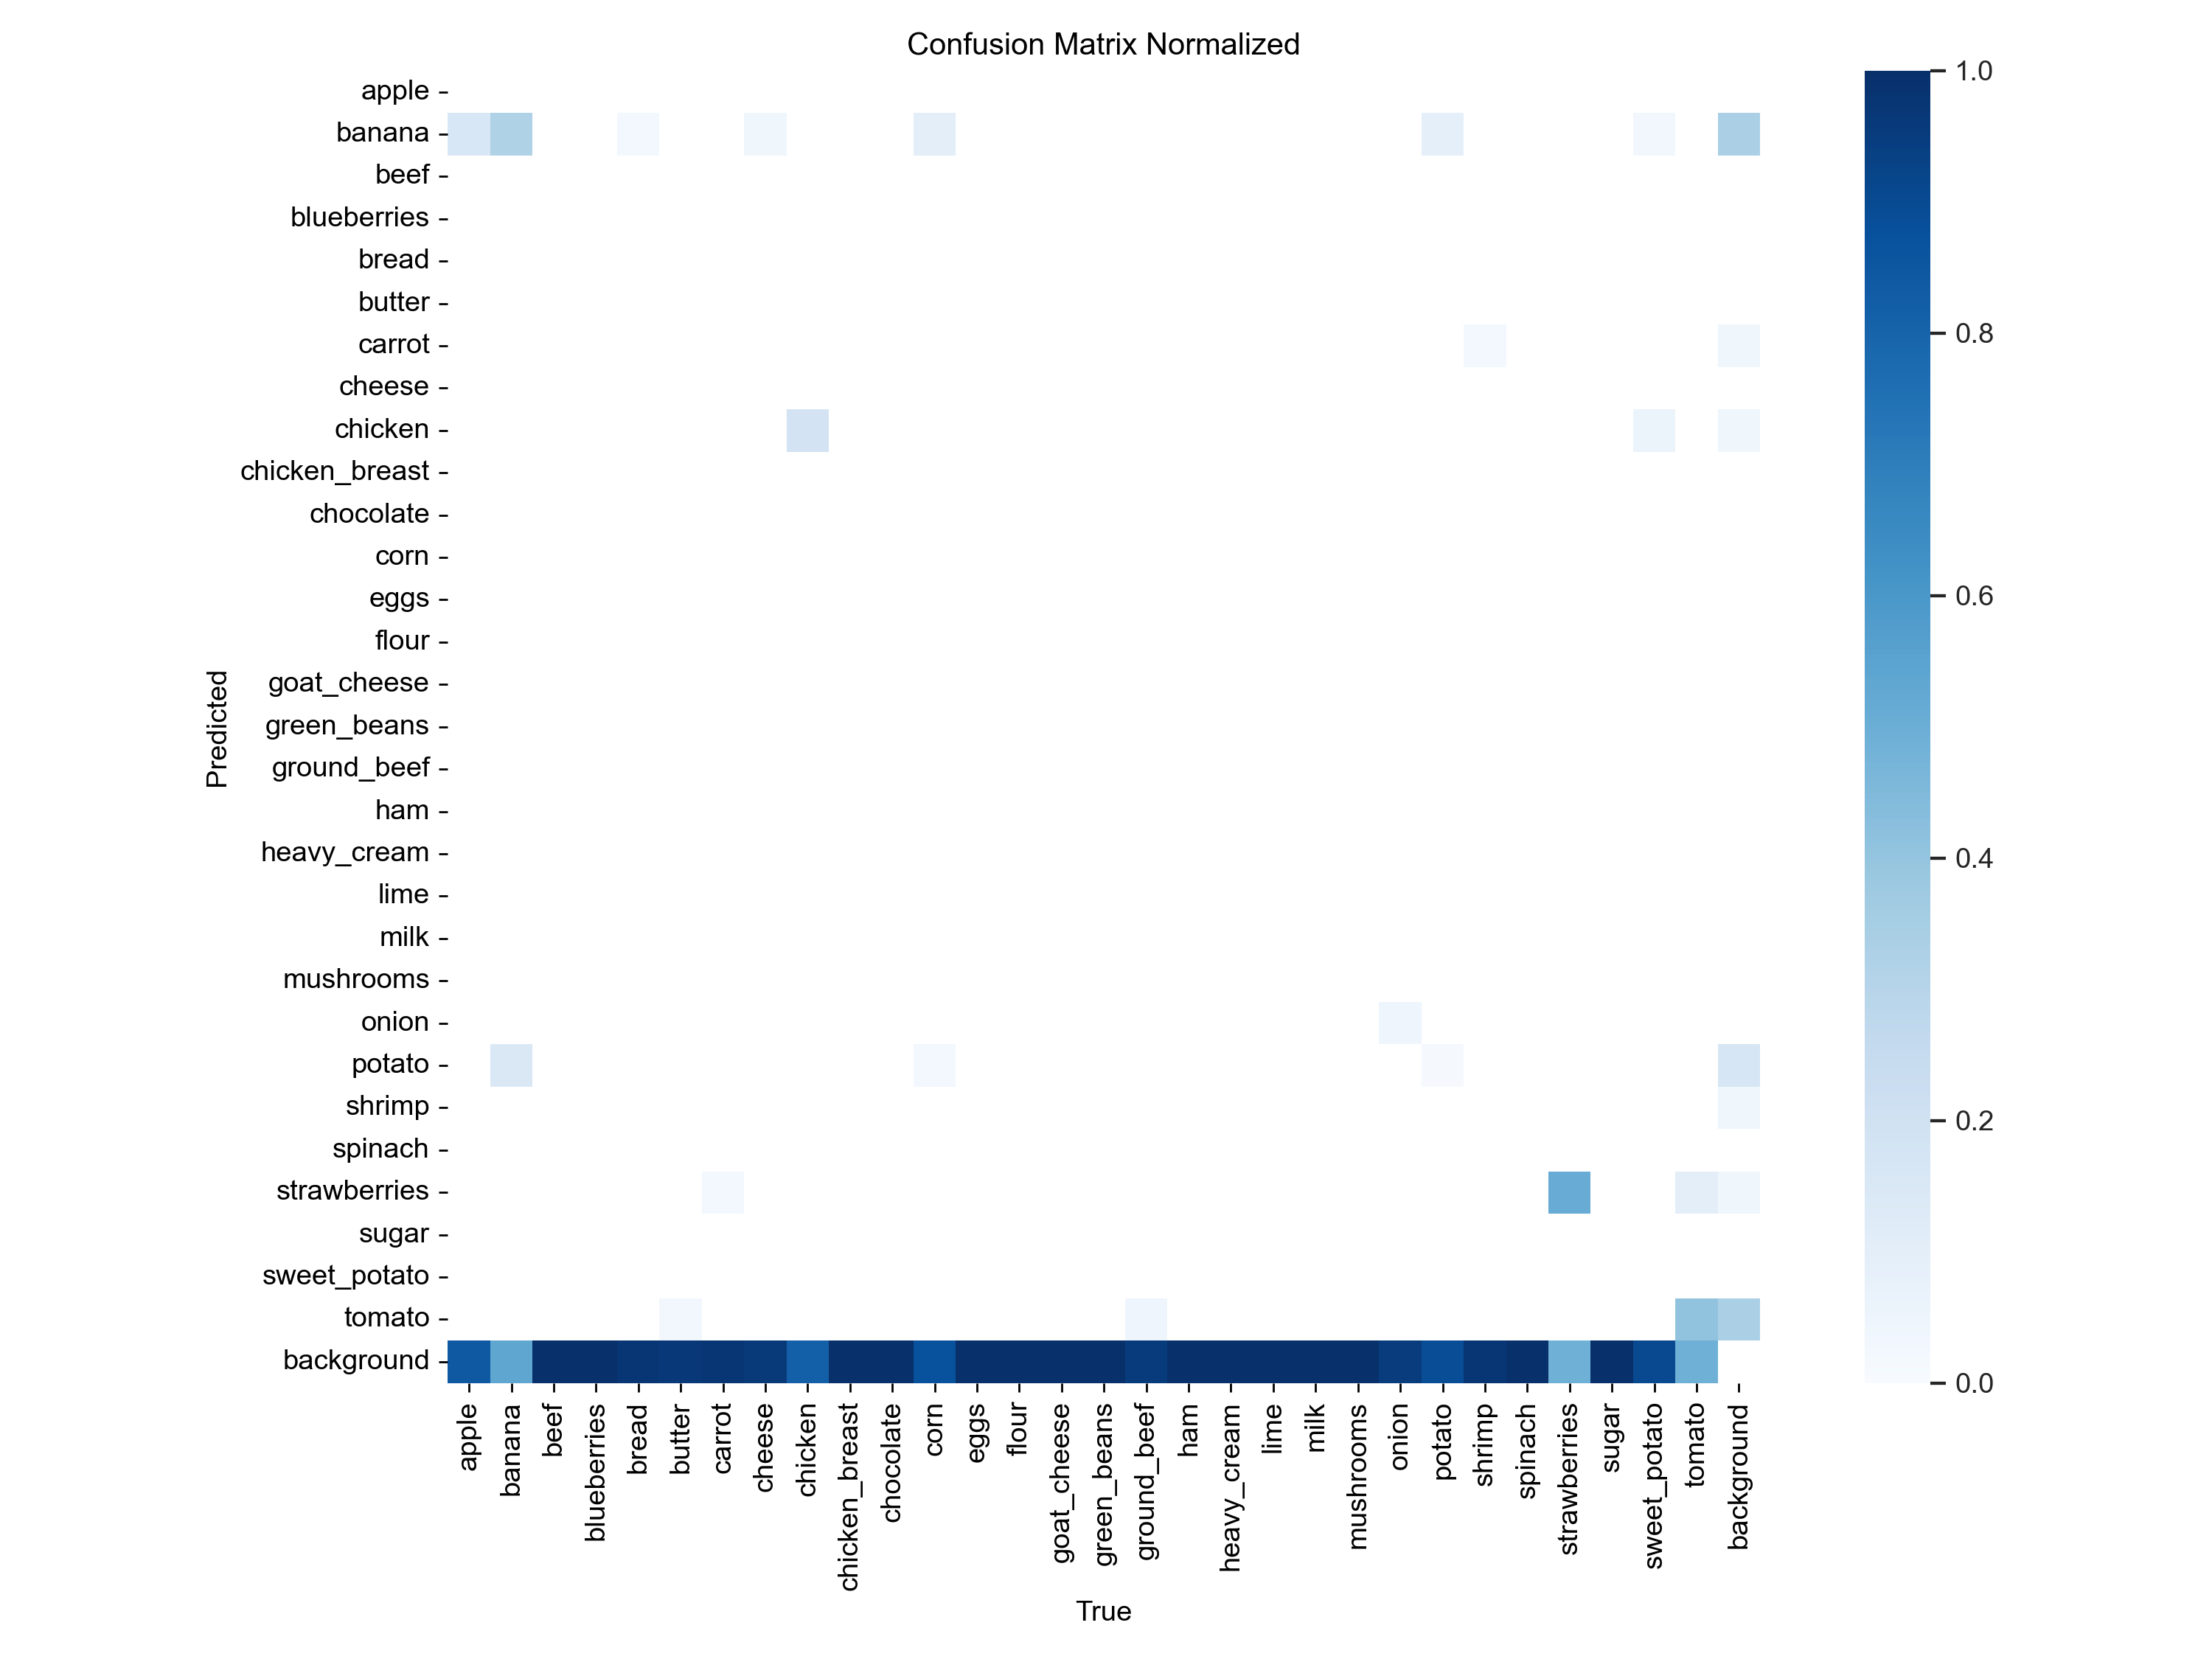 Confusion Matrix Normalized
apple
banana
beef
blueberries
bread
butter
carrot
cheese
chicken
chicken_breast
chocolate
corn
eggs
flour
goat_cheese
green_beans
ground_beef
ham
heavy_cream
lime
milk
mushrooms
onion
potato
shrimp
spinach
strawberries
sugar
sweet_potato
tomato
background
Predicted
apple
banana
beef
blueberries
bread
butter
carrot
cheese
chicken
chicken_breast
chocolate
corn
eggs
flour
goat_cheese
green_beans
ground_beef
ham
heavy_cream
lime
milk
mushrooms
onion
potato
shrimp
spinach
strawberries
sugar
sweet_potato
tomato
background
True
1.0
0.8
0.6
0.4
0.2
0.0